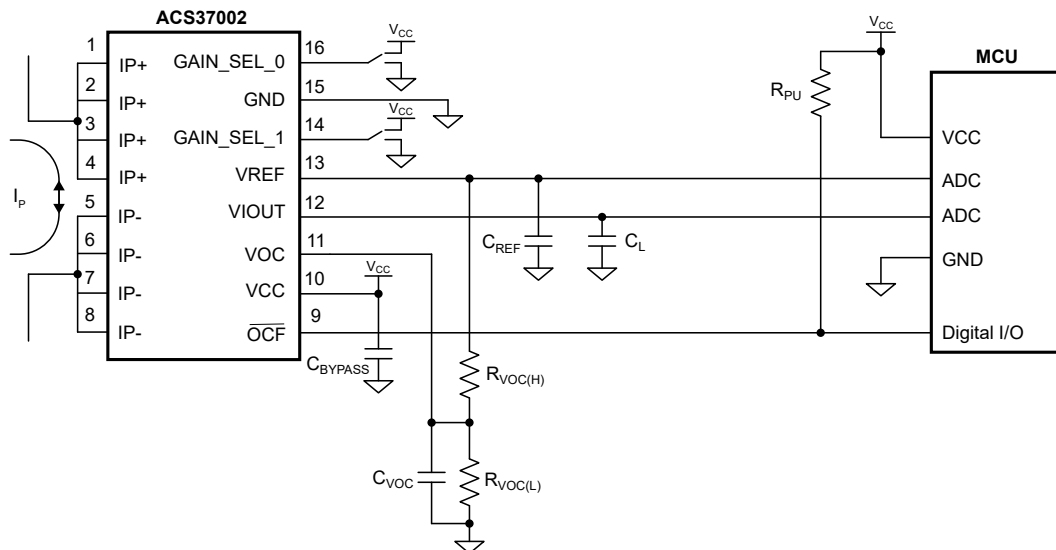 ACS37002
1 IP+
2 IP+
3 IP+
4 IP+
5 IP-
6 IP-
7 IP-
8 IP-
I_P
GAIN_SEL_0 16
GND 15
GAIN_SEL_1 14
VREF 13
VIOUT 12
VOC 11
VCC 10
OCF 9
V_CC
V_CC
V_CC
C_BYPASS
C_REF
C_L
R_VOC(H)
C_VOC
R_VOC(L)
V_CC
R_PU
MCU
VCC
ADC
ADC
GND
Digital I/O